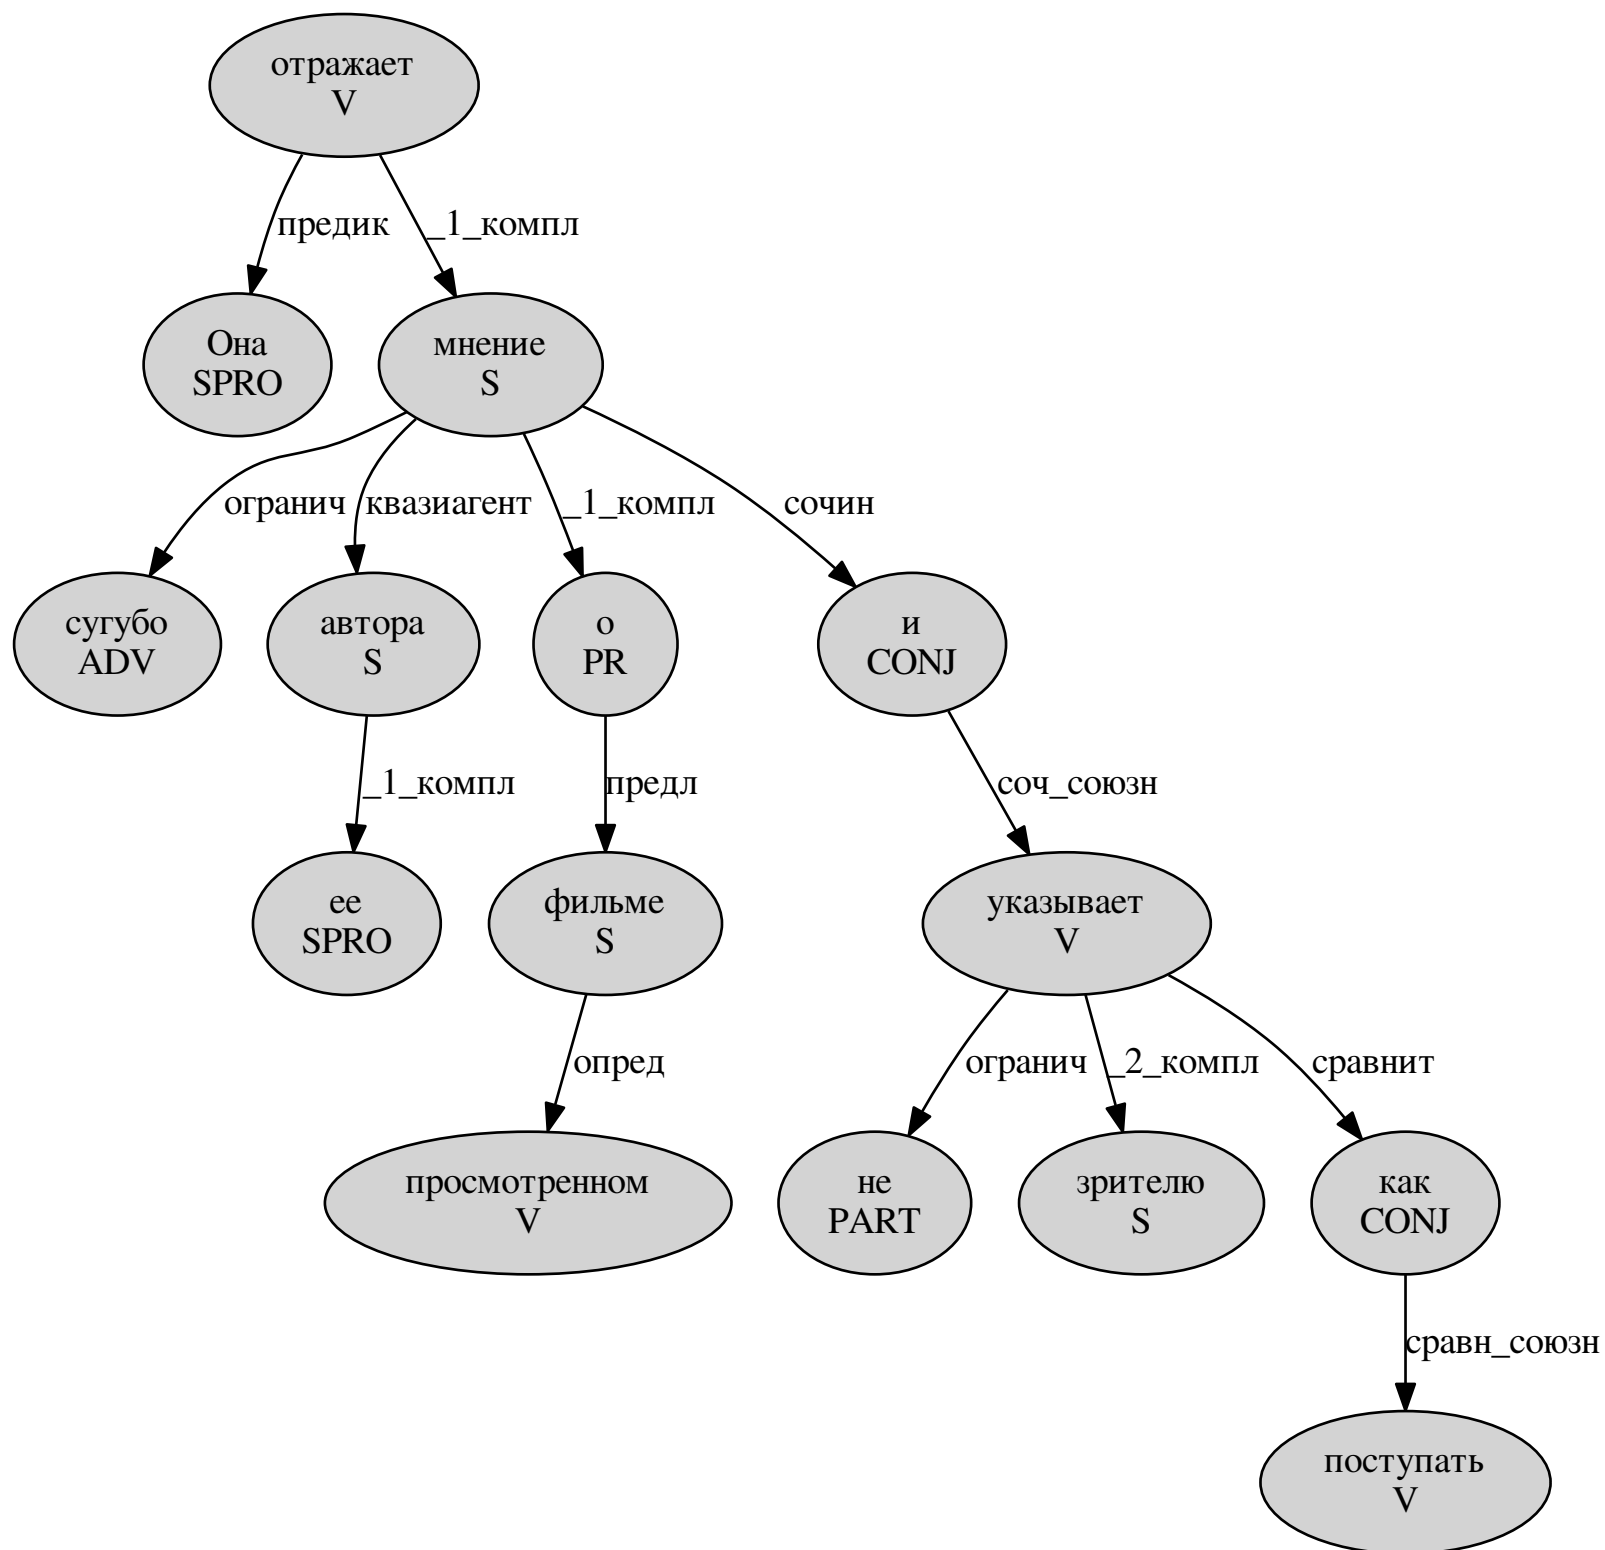 отражает
V
предик
_1_компл
Она
SPRO
мнение
S
огранич
квазиагент
_1_компл
сочин
сугубо
ADV
автора
S
о
PR
и
CONJ
_1_компл
предл
соч_союзн
ее
SPRO
фильме
S
указывает
V
опред
огранич
_2_компл
сравнит
просмотренном
V
не
PART
зрителю
S
как
CONJ
сравн_союзн
поступать
V